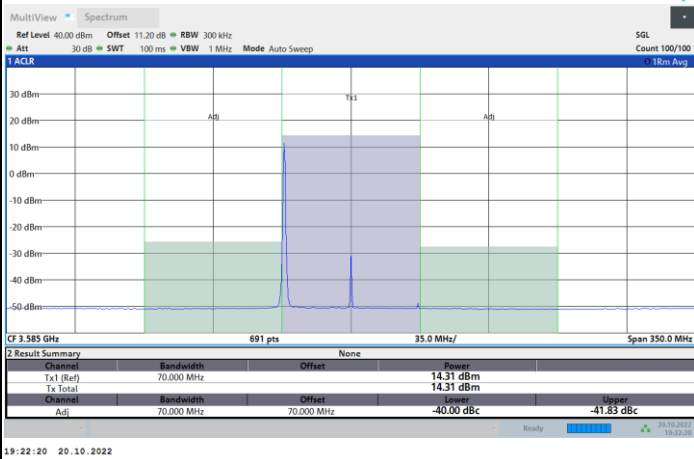 MultiView Spectrum
Ref Level 40.00 dBm Offset 11.20 dB RBW 300 kHz SGL
Att 30 dB SWT 100 ms VBW 1 MHz Mode Auto Sweep Count 100/100
1 ACLR 1Rm Avg
30 dBm
Tx1
20 dBm
Adj Adj
10 dBm
0 dBm
-10 dBm
-20 dBm
-30 dBm
-40 dBm
-50 dBm
CF 3.585 GHz 691 pts 35.0 MHz/ Span 350.0 MHz
2 Result Summary None
Channel Bandwidth Offset Power
Tx1 (Ref) 70.000 MHz 14.31 dBm
Tx Total 14.31 dBm
Channel Bandwidth Offset Lower Upper
Adj 70.000 MHz 70.000 MHz -40.00 dBc -41.83 dBc
Ready 20.10.2022
19:22:20
19:22:20 20.10.2022